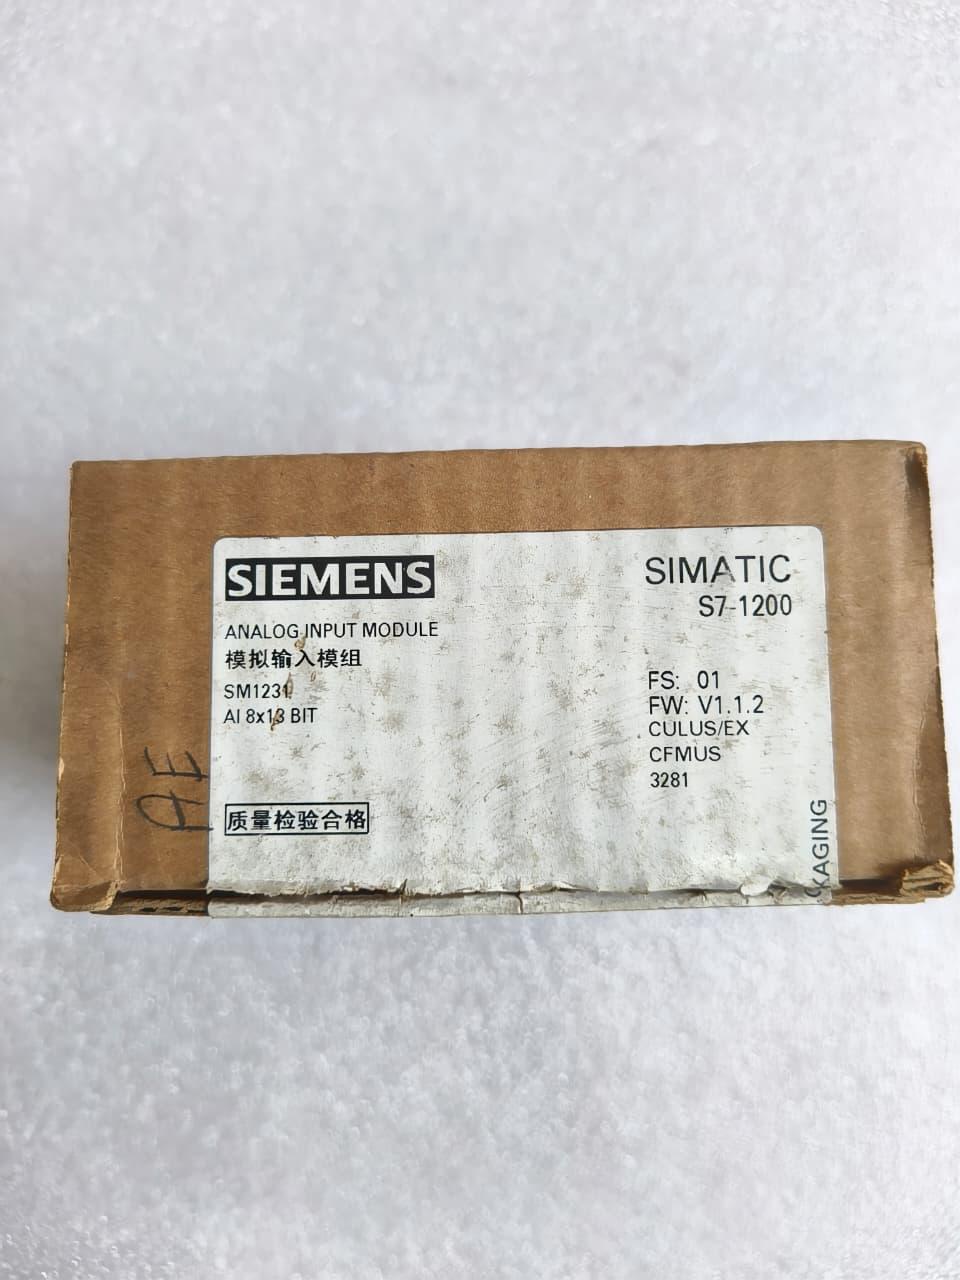 SIEMENS
ANALOG INPUT MODULE
模拟输入模组
SM1231
AI 8x13 BIT
质量检验合格
SIMATIC
S7-1200
FS: 01
FW: V1.1.2
CULUS/EX
CFMUS
3281
AE